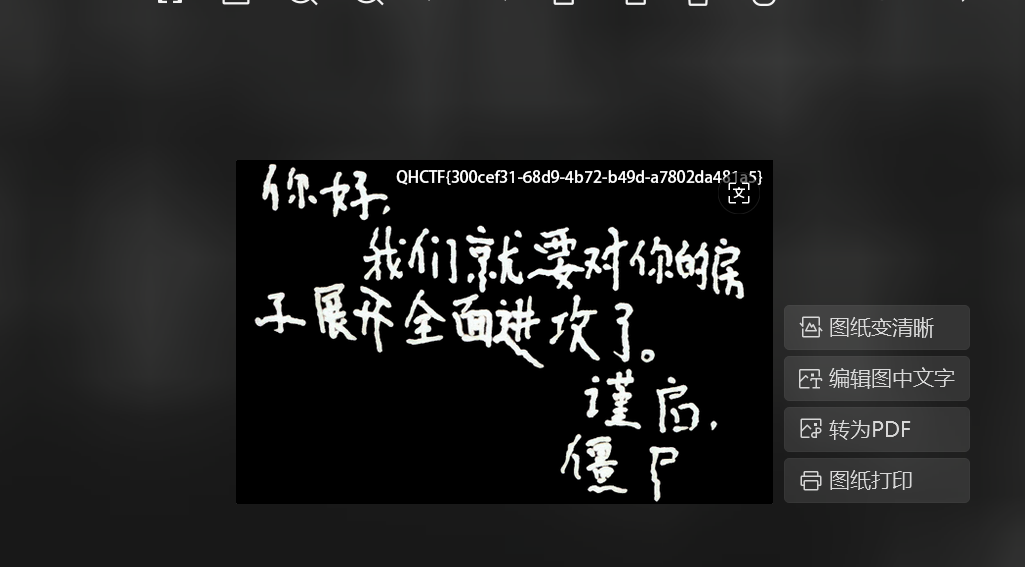 QHCTF{300cef31-68d9-4b72-b49d-a7802da481a5}
你好,
我们就要对你的房
子展开全面进攻了。
谨启,
僵尸
文
图纸变清晰
编辑图中文字
转为PDF
图纸打印